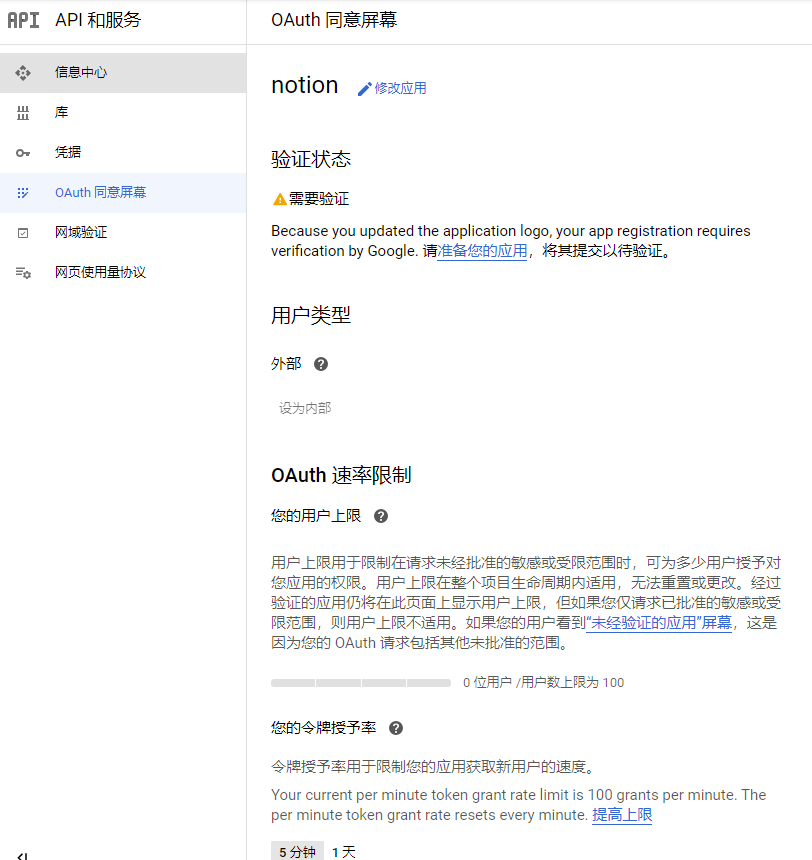 API API 和服务
OAuth 同意屏幕
信息中心
库
凭据
OAuth 同意屏幕
网域验证
网页使用量协议
notion 修改应用
验证状态
需要验证
Because you updated the application logo, your app registration requires
verification by Google. 请准备您的应用，将其提交以待验证。
用户类型
外部
设为内部
OAuth 速率限制
您的用户上限
用户上限用于限制在请求未经批准的敏感或受限范围时，可为多少用户授予对
您应用的权限。用户上限在整个项目生命周期内适用，无法重置或更改。经过
验证的应用仍将在此页面上显示用户上限，但如果您仅请求已批准的敏感或受
限范围，则用户上限不适用。如果您的用户看到“未经验证的应用”屏幕，这是
因为您的 OAuth 请求包括其他未批准的范围。
0 位用户 /用户数上限为 100
您的令牌授予率
令牌授予率用于限制您的应用获取新用户的速度。
Your current per minute token grant rate limit is 100 grants per minute. The
per minute token grant rate resets every minute. 提高上限
5 分钟 1 天